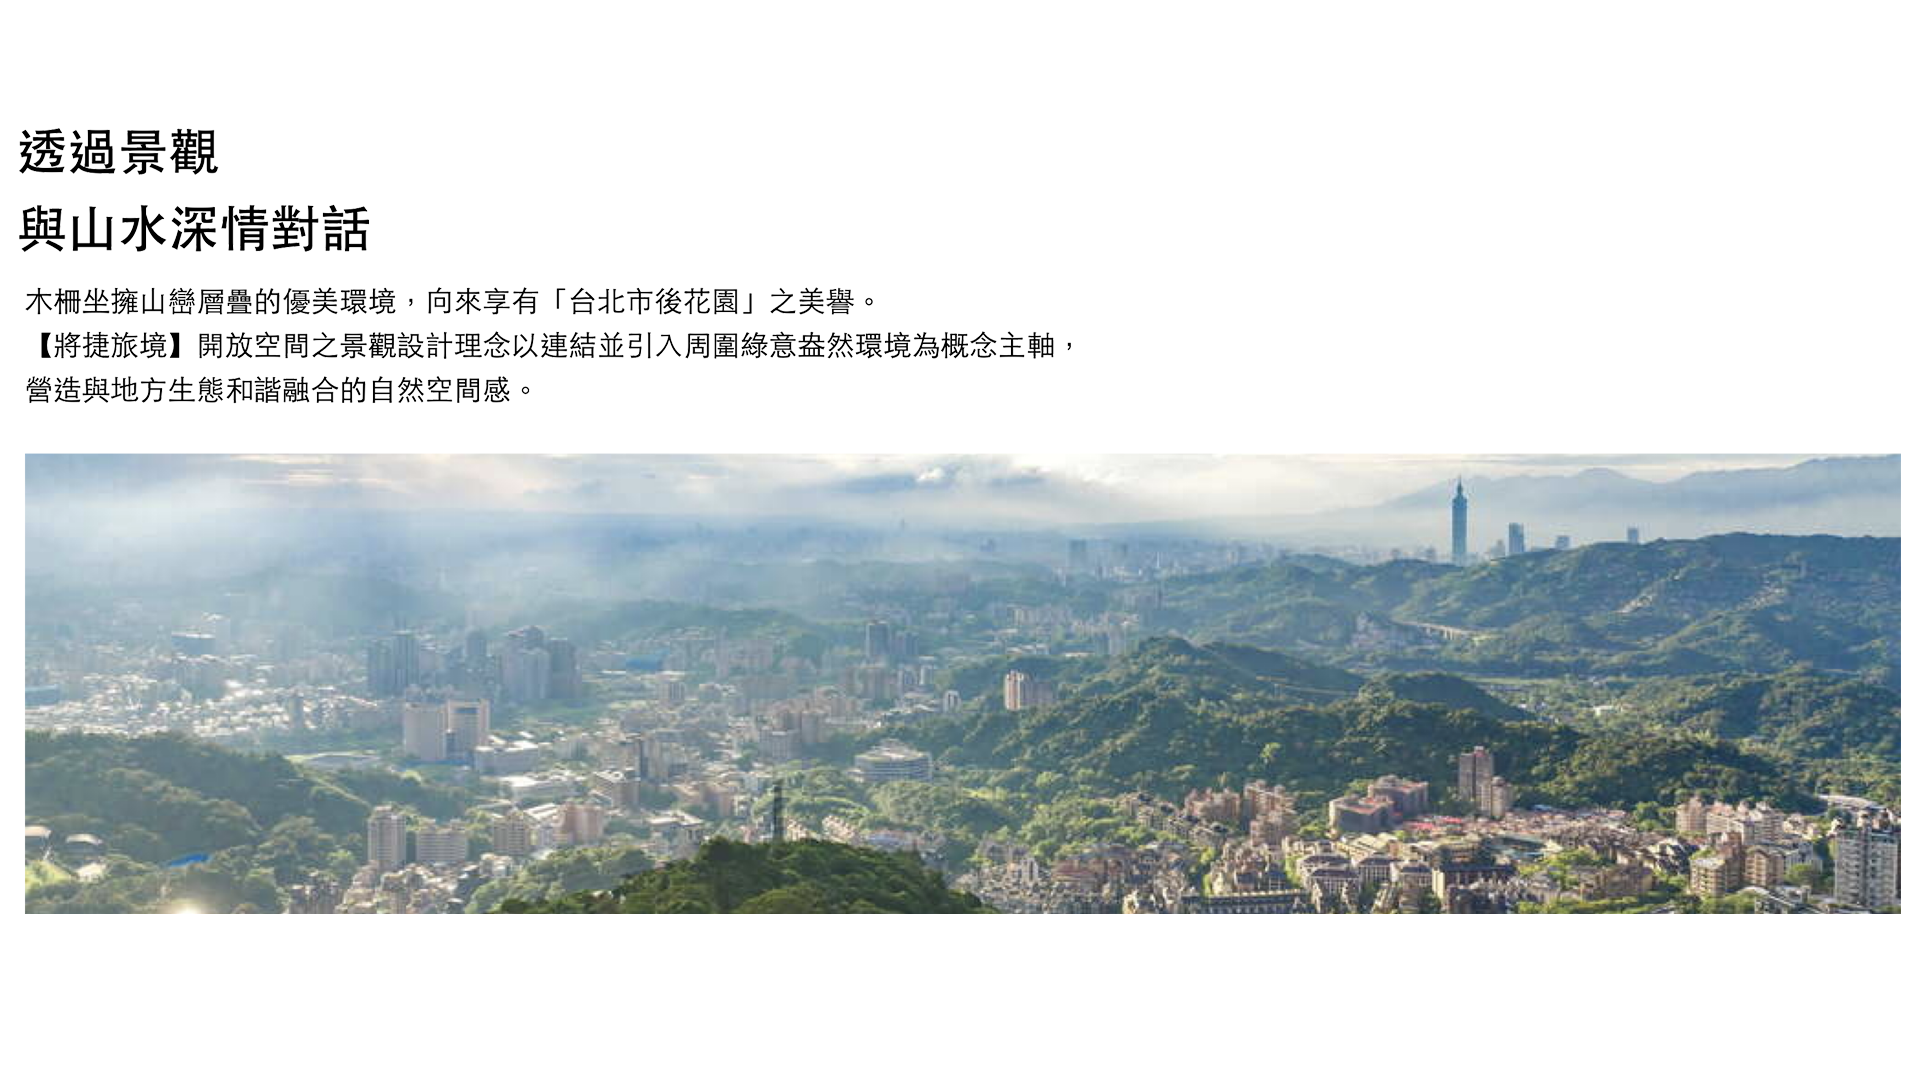 透過景觀
與山水深情對話
木柵坐擁山巒層疊的優美環境，向來享有「台北市後花園」之美譽。
【將捷旅境】開放空間之景觀設計理念以連結並引入周圍綠意盎然環境為概念主軸，
營造與地方生態和諧融合的自然空間感。